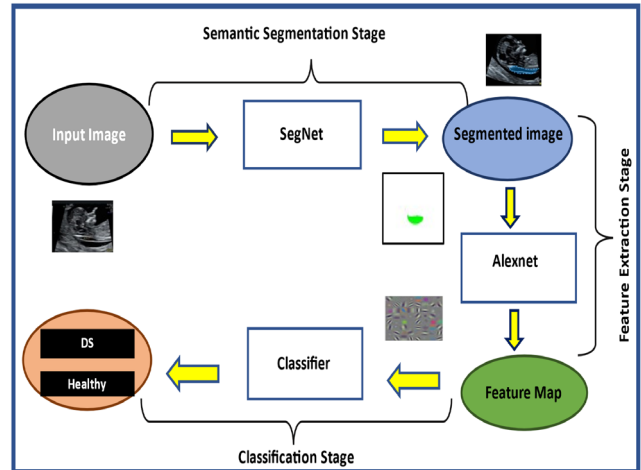 Semantic Segmentation Stage
Input Image
SegNet
Segmented image
Feature Extraction Stage
Alexnet
DS
Healthy
Classifier
Feature Map
Classification Stage